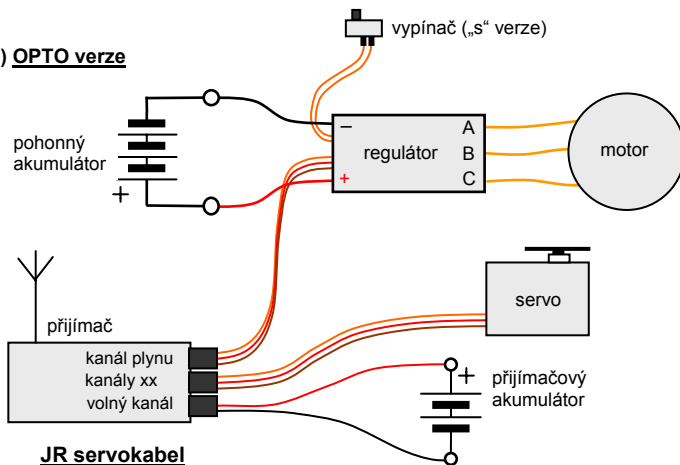 vypínač („s“ verze)
) OPTO verze
pohonný
akumulátor
+
−
+
regulátor
A
B
C
motor
servo
přijímač
kanál plynu
kanály xx
volný kanál
+
přijímačový
akumulátor
JR servokabel